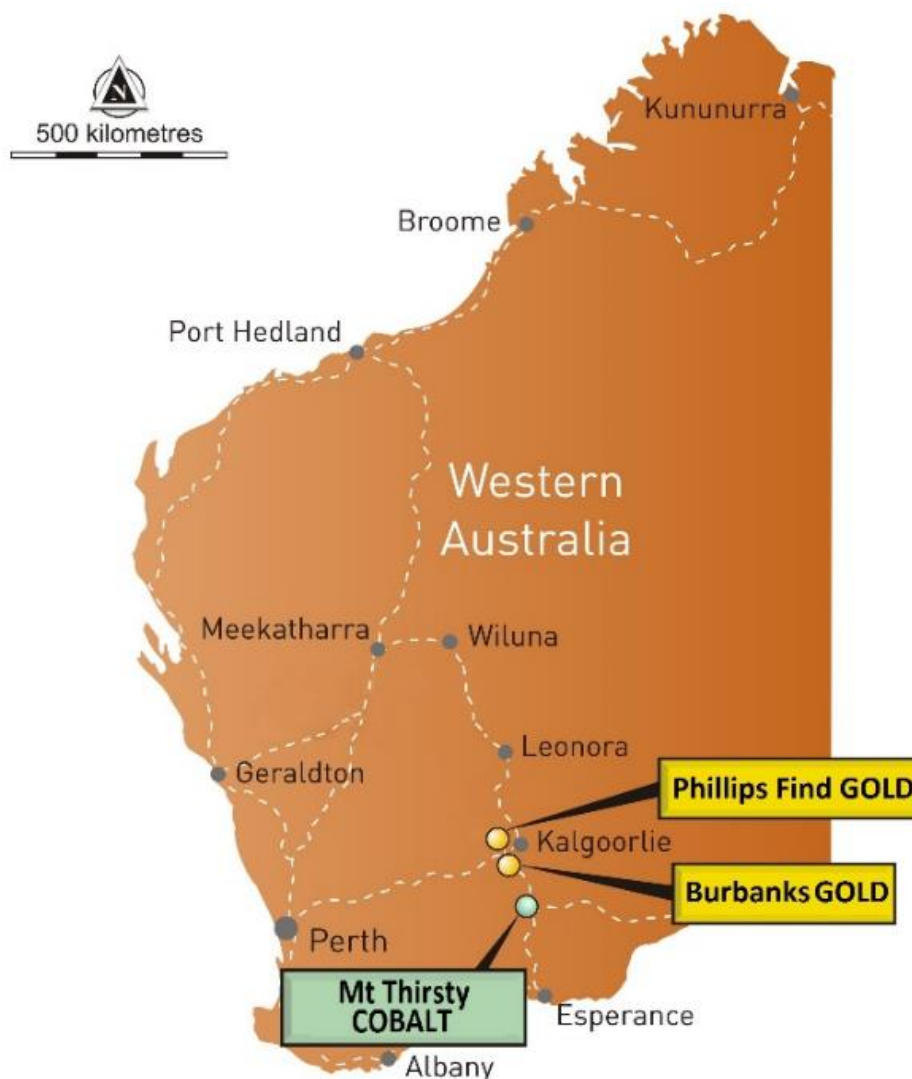 N
500 kilometres
Kununurra
Broome
Port Hedland
Western
Australia
Meekatharra
Wiluna
Leonora
Geraldton
Phillips Find GOLD
Kalgoorlie
Burbanks GOLD
Perth
Mt Thirsty
COBALT
Esperance
Albany